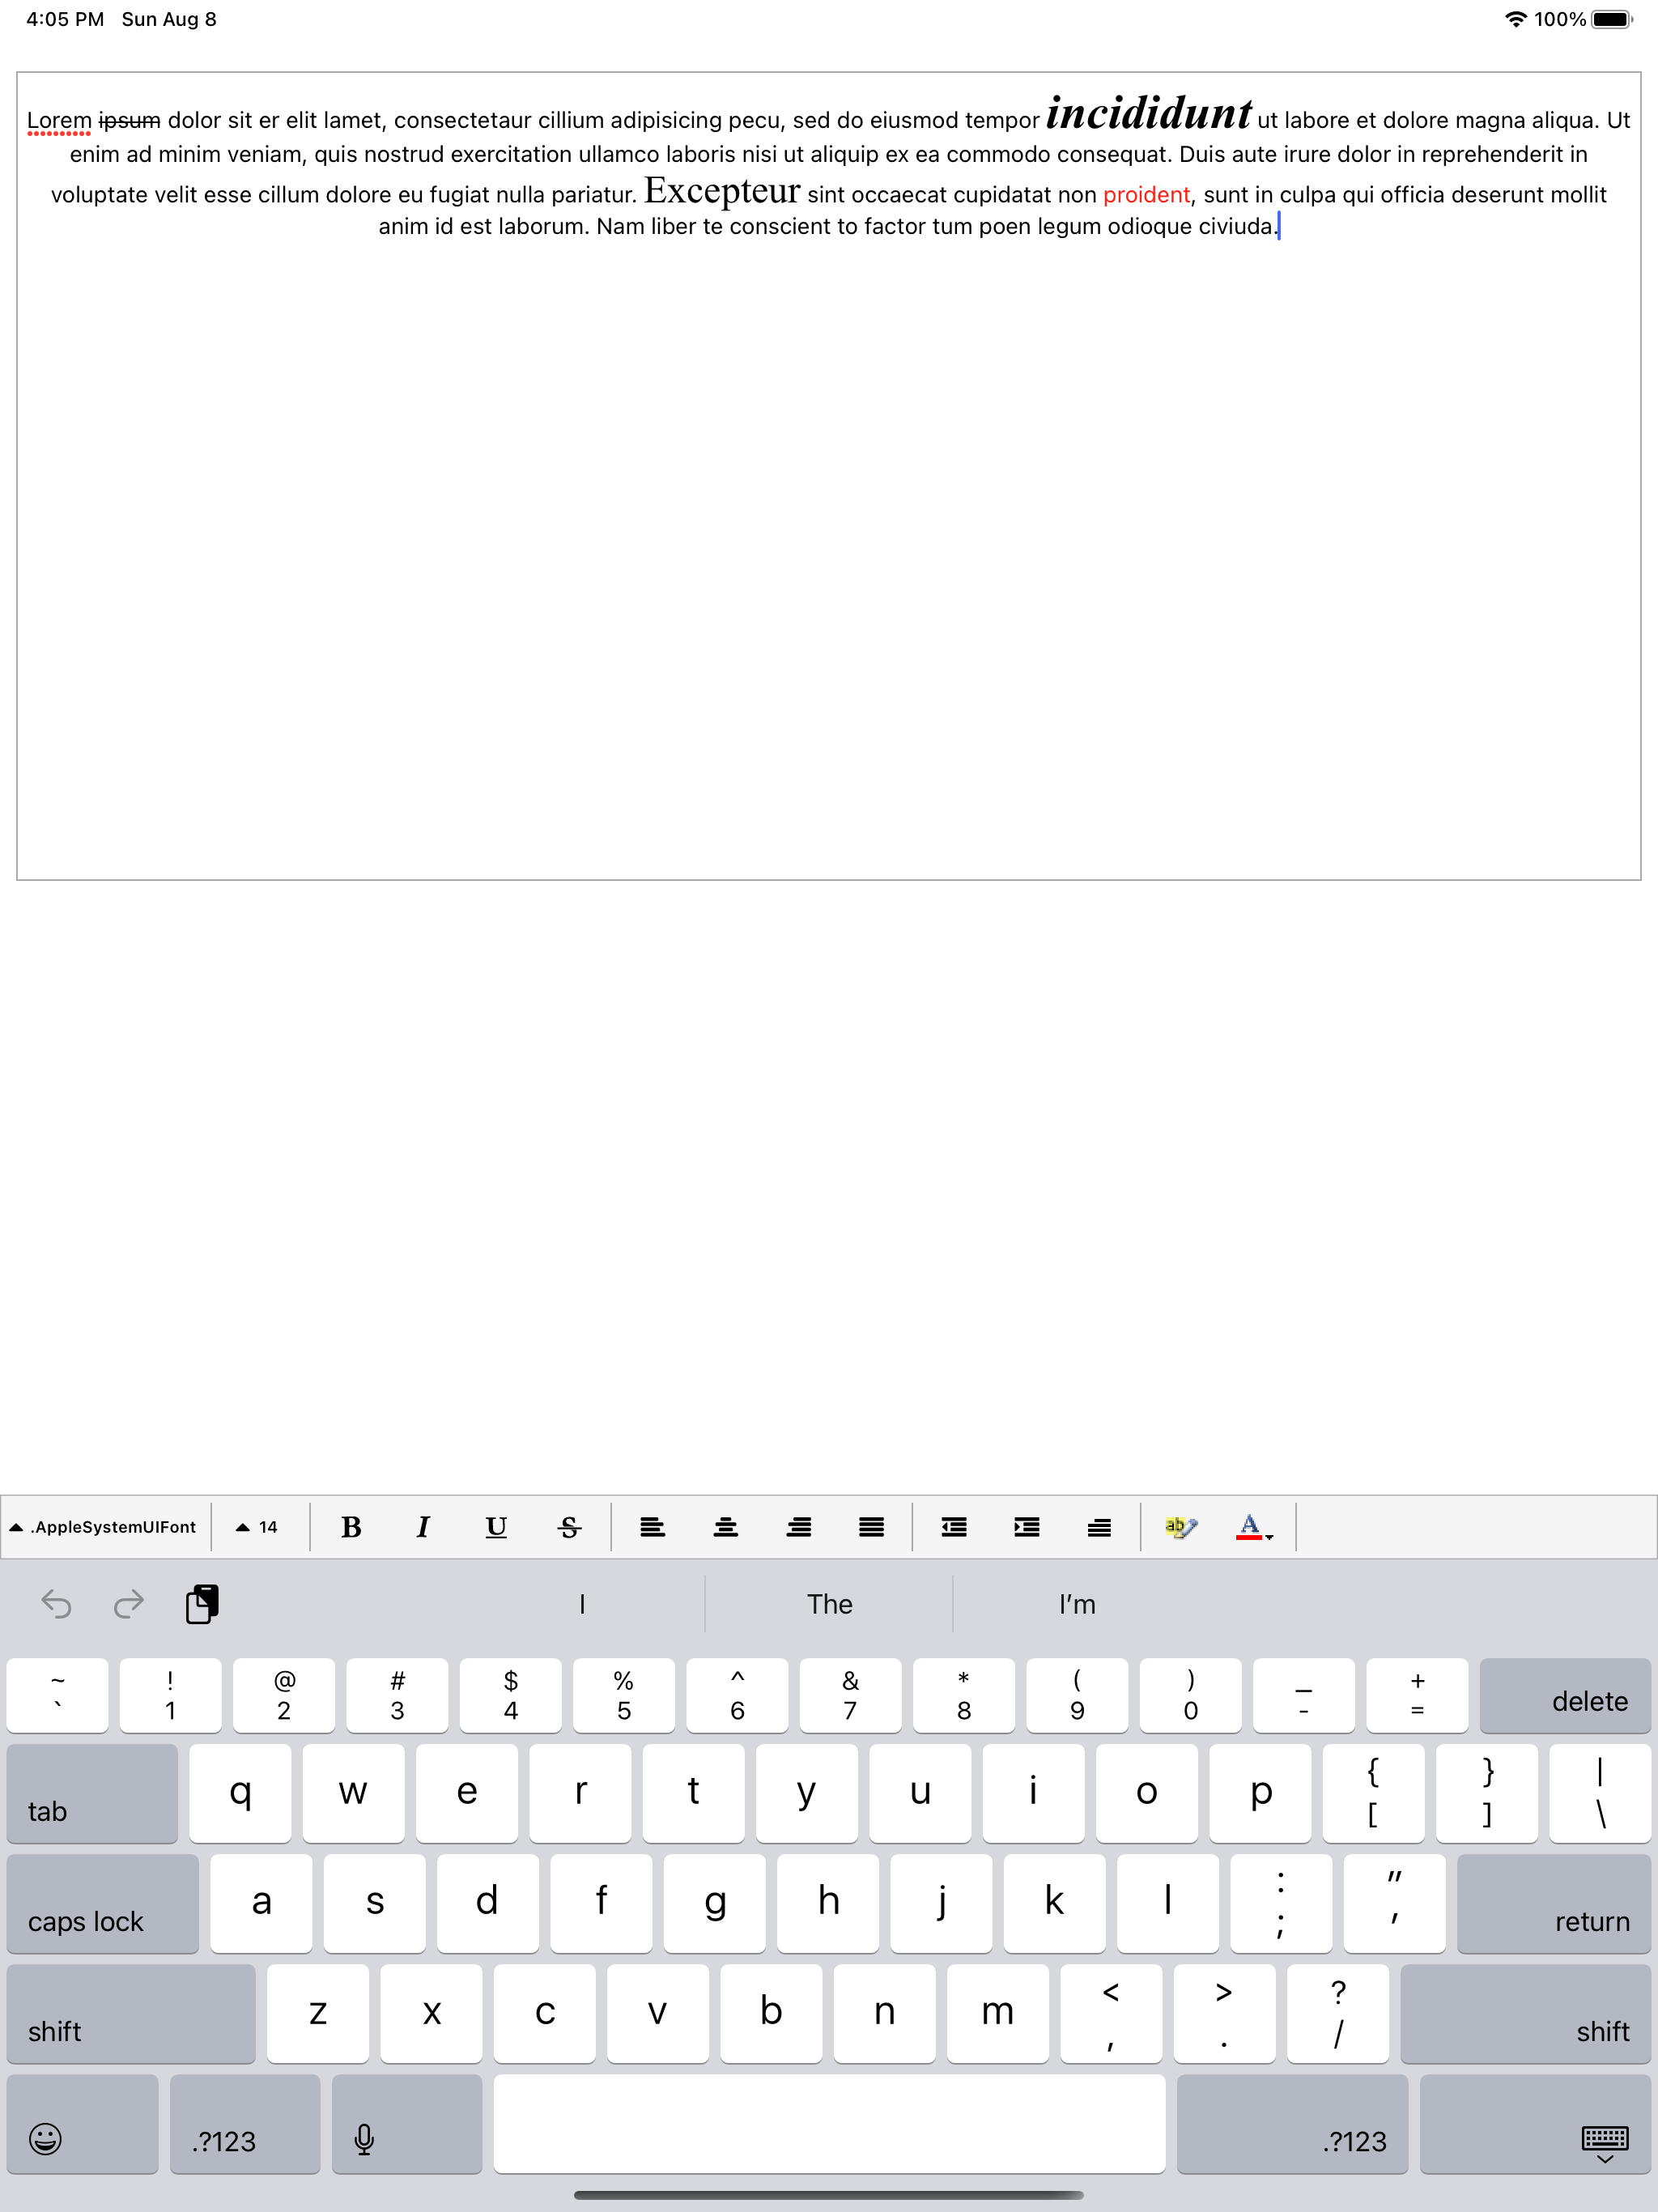 4:05 PM Sun Aug 8
100%
Lorem ipsum dolor sit er elit lamet, consectetaur cillium adipisicing pecu, sed do eiusmod tempor incididunt ut labore et dolore magna aliqua. Ut
enim ad minim veniam, quis nostrud exercitation ullamco laboris nisi ut aliquip ex ea commodo consequat. Duis aute irure dolor in reprehenderit in
voluptate velit esse cillum dolore eu fugiat nulla pariatur. Excepteur sint occaecat cupidatat non proident, sunt in culpa qui officia deserunt mollit
anim id est laborum. Nam liber te conscient to factor tum poen legum odioque civiuda.
.AppleSystemUIFont 14 B I U S ab A
I The I’m
~ ! @ # $ % ^ & * ( ) _ +
` 1 2 3 4 5 6 7 8 9 0 - = delete
tab q w e r t y u i o p { [ } ] | \
caps lock a s d f g h j k l : ; " ' return
shift z x c v b n m < , > . ? / shift
.?123 .?123